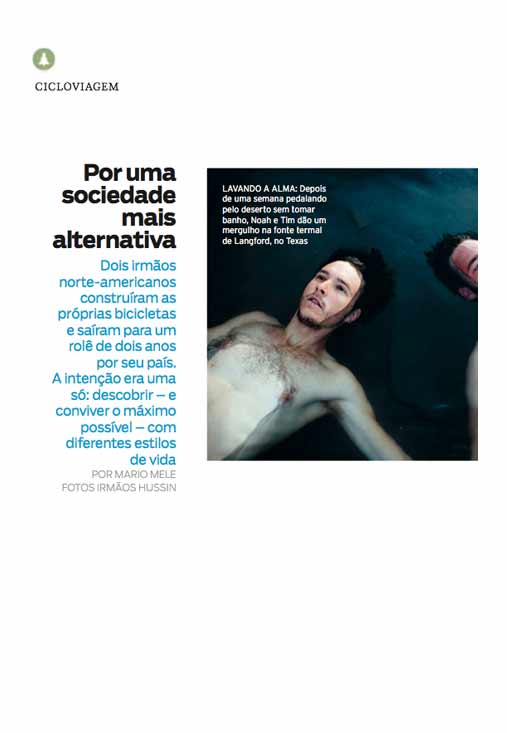 CICLOVIAGEM
Por uma
sociedade
mais
alternativa
Dois irmãos
norte-americanos
construíram as
próprias bicicletas
e saíram para um
rolê de dois anos
por seu país.
A intenção era uma
só: descobrir – e
conviver o máximo
possível – com
diferentes estilos
de vida
POR MARIO MELE
FOTOS IRMÃOS HUSSIN
LAVANDO A ALMA: Depois
de uma semana pedalando
pelo deserto sem tomar
banho, Noah e Tim dão um
mergulho na fonte termal
de Langford, no Texas